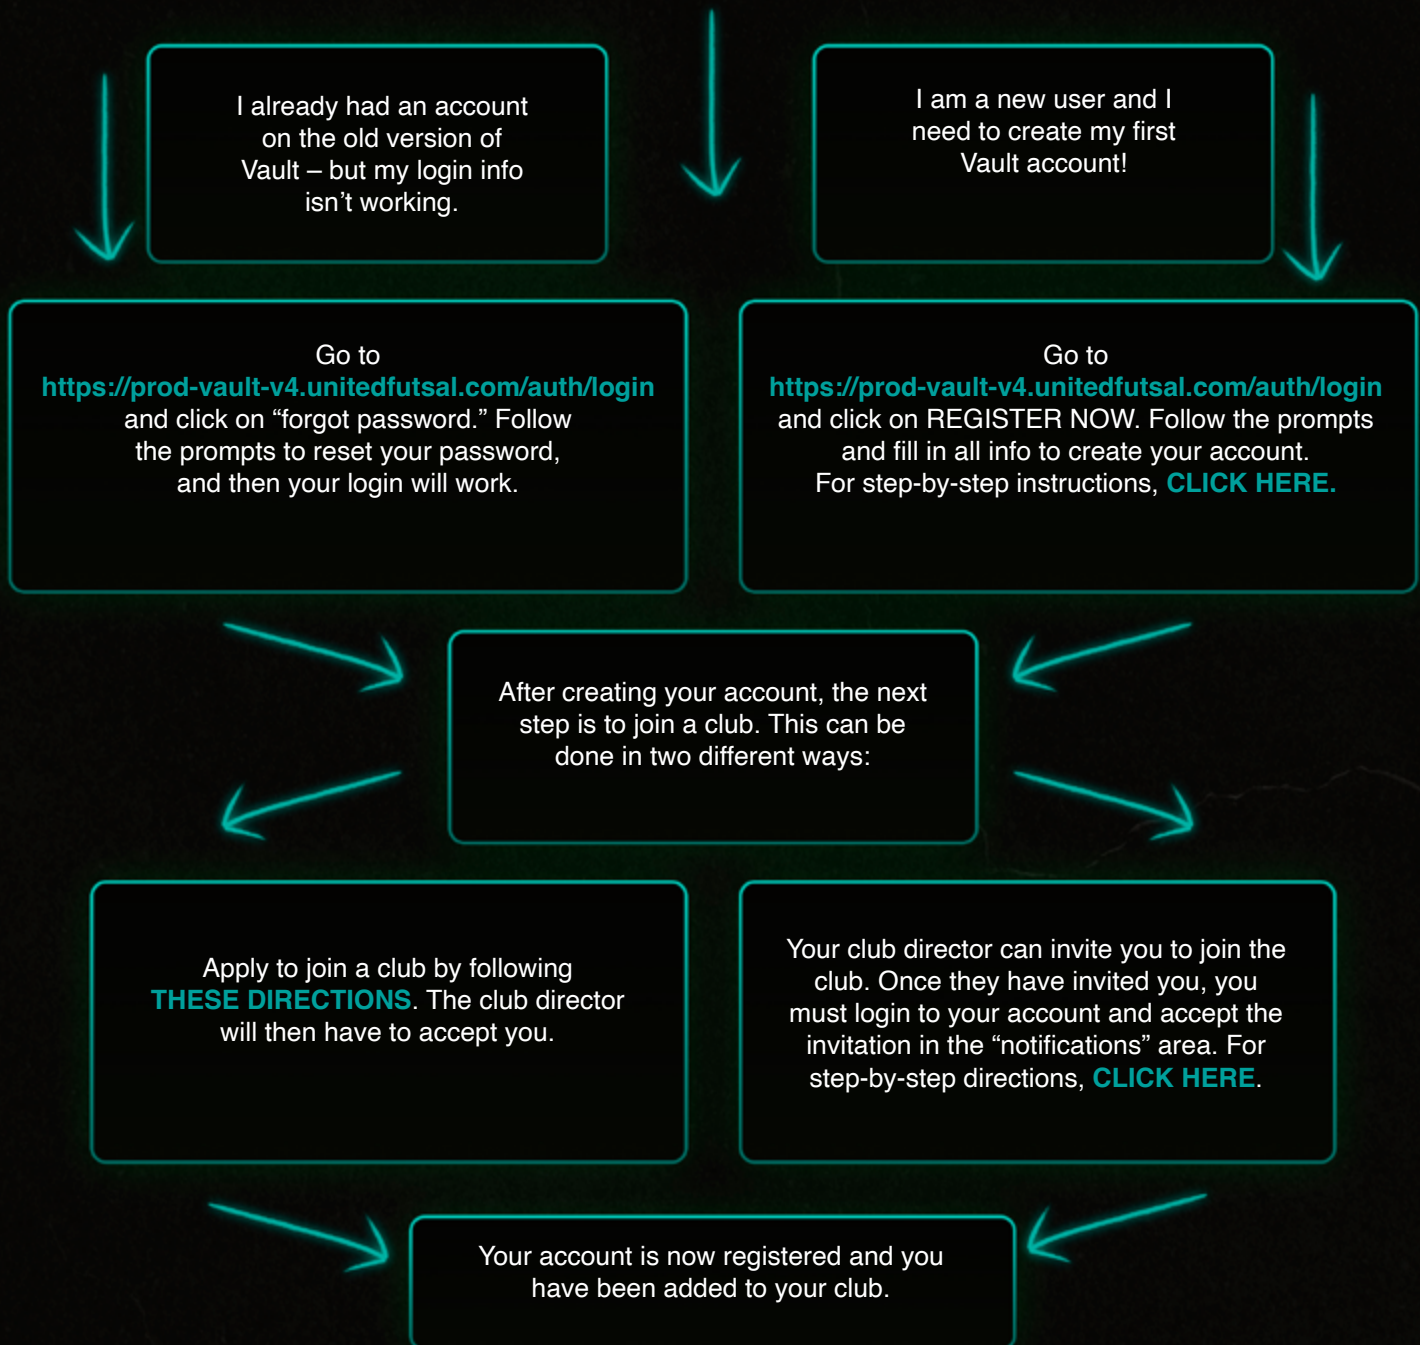 I already had an account
on the old version of
Vault – but my login info
isn’t working.
I am a new user and I
need to create my first
Vault account!
Go to
https://prod-vault-v4.unitedfutsal.com/auth/login
and click on “forgot password.” Follow
the prompts to reset your password,
and then your login will work.
Go to
https://prod-vault-v4.unitedfutsal.com/auth/login
and click on REGISTER NOW. Follow the prompts
and fill in all info to create your account.
For step-by-step instructions, CLICK HERE.
After creating your account, the next
step is to join a club. This can be
done in two different ways:
Apply to join a club by following
THESE DIRECTIONS. The club director
will then have to accept you.
Your club director can invite you to join the
club. Once they have invited you, you
must login to your account and accept the
invitation in the “notifications” area. For
step-by-step directions, CLICK HERE.
Your account is now registered and you
have been added to your club.